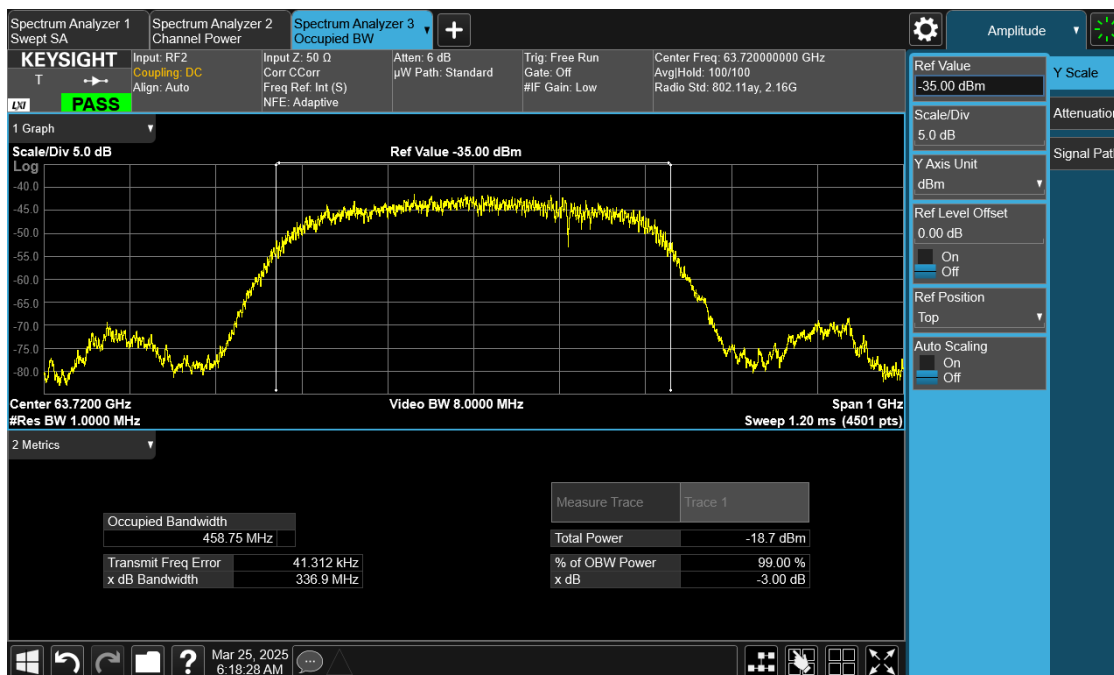 Spectrum Analyzer 1
Swept SA
Spectrum Analyzer 2
Channel Power
Spectrum Analyzer 3
Occupied BW
Amplitude
KEYSIGHT
T
LXI
PASS
Input: RF2
Coupling: DC
Align: Auto
Input Z: 50 Ω
Corr CCorr
Freq Ref: Int (S)
NFE: Adaptive
Atten: 6 dB
µW Path: Standard
Trig: Free Run
Gate: Off
#IF Gain: Low
Center Freq: 63.720000000 GHz
Avg|Hold: 100/100
Radio Std: 802.11ay, 2.16G
1 Graph
Scale/Div 5.0 dB
Ref Value -35.00 dBm
Log
-40.0
-45.0
-50.0
-55.0
-60.0
-65.0
-70.0
-75.0
-80.0
Center 63.7200 GHz
Video BW 8.0000 MHz
Span 1 GHz
#Res BW 1.0000 MHz
Sweep 1.20 ms (4501 pts)
2 Metrics
Occupied Bandwidth
458.75 MHz
Transmit Freq Error 41.312 kHz
x dB Bandwidth 336.9 MHz
Measure Trace Trace 1
Total Power -18.7 dBm
% of OBW Power 99.00 %
x dB -3.00 dB
Ref Value
-35.00 dBm
Scale/Div
5.0 dB
Y Axis Unit
dBm
Ref Level Offset
0.00 dB
On
Off
Ref Position
Top
Auto Scaling
On
Off
Y Scale
Attenuation
Signal Pat
?
Mar 25, 2025
6:18:28 AM